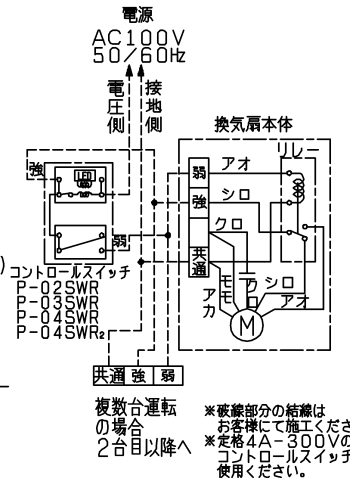 電源
AC100V
50/60Hz
電圧側
接地側
換気扇本体
リレー
強
LED
弱
アオ
強
シロ
クロ
共通
弱
コントロールスイッチ
P-02SWR
P-03SWR
P-04SWR
P-04SWR₂
アカ
モモ
クロ
シロ
アオ
M
共通 強 弱
複数台運転
の場合
2台目以降へ
※破線部分の結線は
お客様にて施工くださ
※定格4A-300Vの
コントロールスイッチ
使用ください。